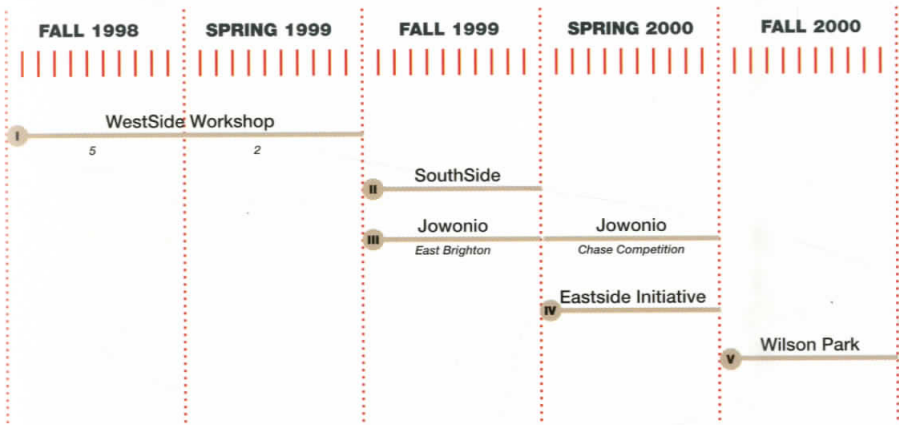 FALL 1998 SPRING 1999 FALL 1999 SPRING 2000 FALL 2000
I WestSide Workshop
5 2
II SouthSide
III Jowonio Jowonio
East Brighton Chase Competition
IV Eastside Initiative
V Wilson Park